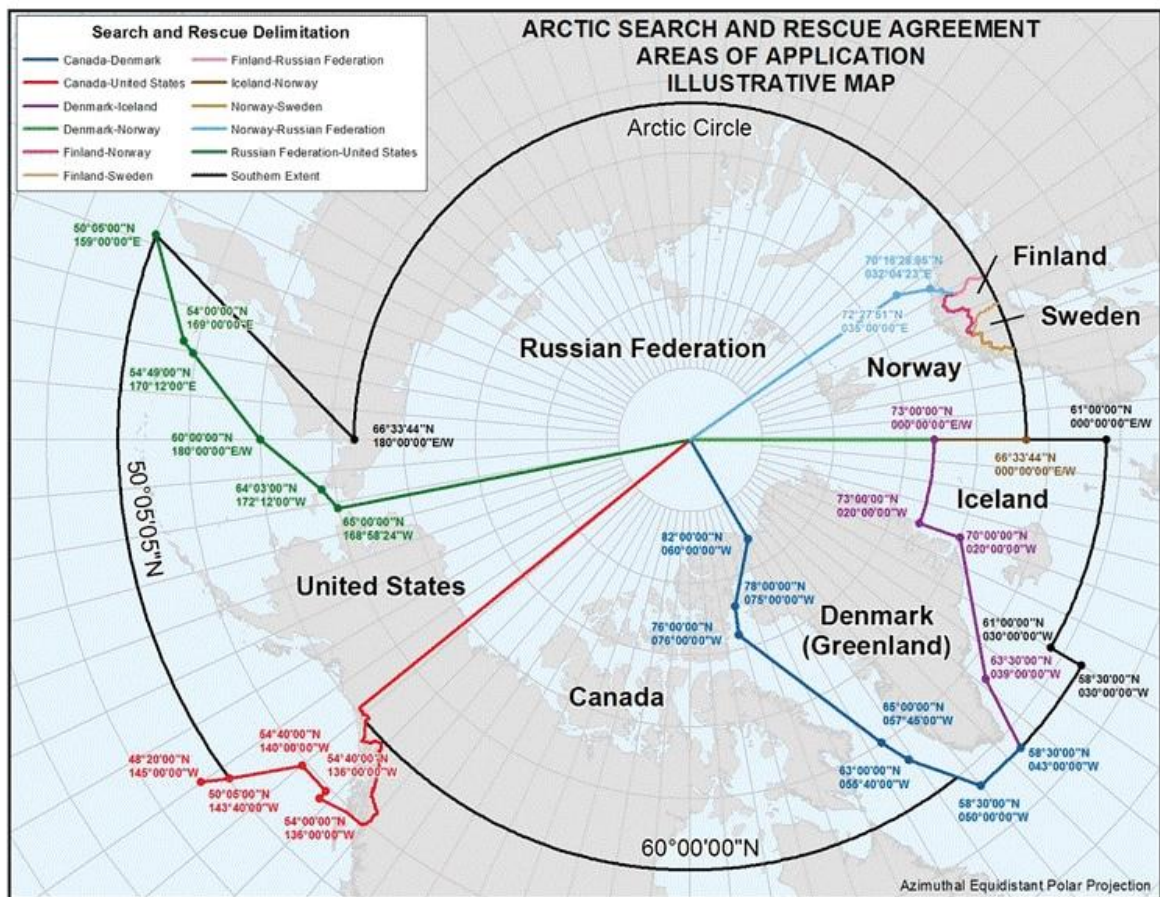 ARCTIC SEARCH AND RESCUE AGREEMENT
AREAS OF APPLICATION
ILLUSTRATIVE MAP
Search and Rescue Delimitation
Canada-Denmark
Canada-United States
Denmark-Iceland
Denmark-Norway
Finland-Norway
Finland-Sweden
Finland-Russian Federation
Iceland-Norway
Norway-Sweden
Norway-Russian Federation
Russian Federation-United States
Southern Extent
Arctic Circle
50°05'00"N
159°00'00"E
54°00'00"N
169°00'00"E
54°49'00"N
170°12'00"E
60°00'00"N
180°00'00"E/W
64°03'00"N
172°12'00"W
65°00'00"N
168°58'24"W
66°33'44"N
180°00'00"E/W
50°05'05"N
Russian Federation
70°16'28.95"N
032°04'23"E
72°27'51"N
035°00'00"E
Finland
Sweden
Norway
73°00'00"N
000°00'00"E/W
61°00'00"N
000°00'00"E/W
66°33'44"N
000°00'00"E/W
Iceland
73°00'00"N
020°00'00"W
70°00'00"N
020°00'00"W
61°00'00"N
030°00'00"W
63°30'00"N
039°00'00"W
58°30'00"N
030°00'00"W
58°30'00"N
043°00'00"W
United States
82°00'00"N
060°00'00"W
78°00'00"N
075°00'00"W
76°00'00"N
076°00'00"W
Denmark
(Greenland)
Canada
65°00'00"N
057°45'00"W
63°00'00"N
055°40'00"W
58°30'00"N
050°00'00"W
54°40'00"N
140°00'00"W
54°40'00"N
136°00'00"W
48°20'00"N
145°00'00"W
50°05'00"N
143°40'00"W
54°00'00"N
136°00'00"W
60°00'00"N
Azimuthal Equidistant Polar Projection